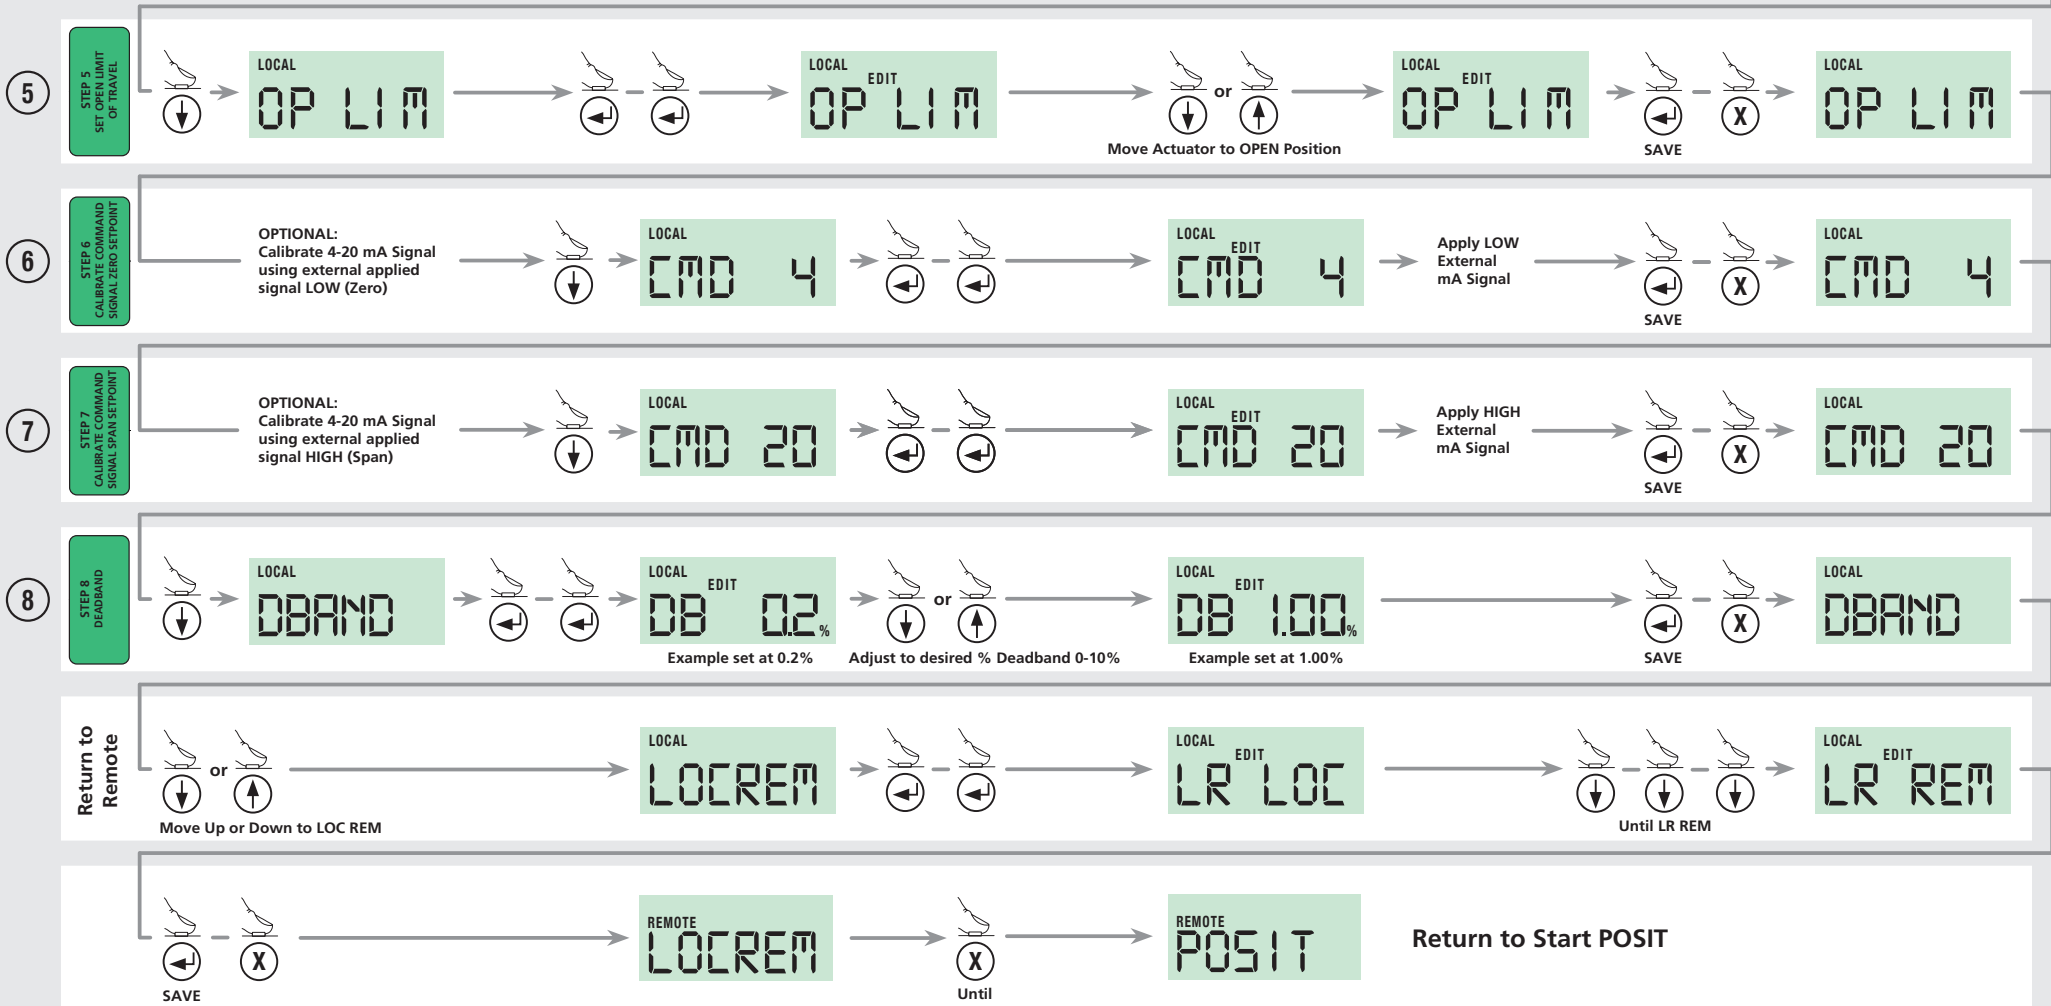 5
STEP 5
SET OPEN LIMIT
OF TRAVEL
LOCAL
OP LIM
LOCAL
EDIT
OP LIM
or
Move Actuator to OPEN Position
LOCAL
EDIT
OP LIM
X
SAVE
LOCAL
OP LIM
6
STEP 6
CALIBRATE COMMAND
SIGNAL ZERO SETPOINT
OPTIONAL:
Calibrate 4-20 mA Signal
using external applied
signal LOW (Zero)
LOCAL
CMD 4
LOCAL
EDIT
CMD 4
Apply LOW
External
mA Signal
X
SAVE
LOCAL
CMD 4
7
STEP 7
CALIBRATE COMMAND
SIGNAL SPAN SETPOINT
OPTIONAL:
Calibrate 4-20 mA Signal
using external applied
signal HIGH (Span)
LOCAL
CMD 20
LOCAL
EDIT
CMD 20
Apply HIGH
External
mA Signal
X
SAVE
LOCAL
CMD 20
8
STEP 8
DEADBAND
LOCAL
DBAND
LOCAL
EDIT
DB 0.2%
Example set at 0.2%
or
Adjust to desired % Deadband 0-10%
LOCAL
EDIT
DB 1.00%
Example set at 1.00%
X
SAVE
LOCAL
DBAND
Return to
Remote
or
Move Up or Down to LOC REM
LOCAL
LOCREM
LOCAL
EDIT
LR LOC
Until LR REM
LOCAL
EDIT
LR REM
X
SAVE
REMOTE
LOCREM
X
Until
REMOTE
POSIT
Return to Start POSIT